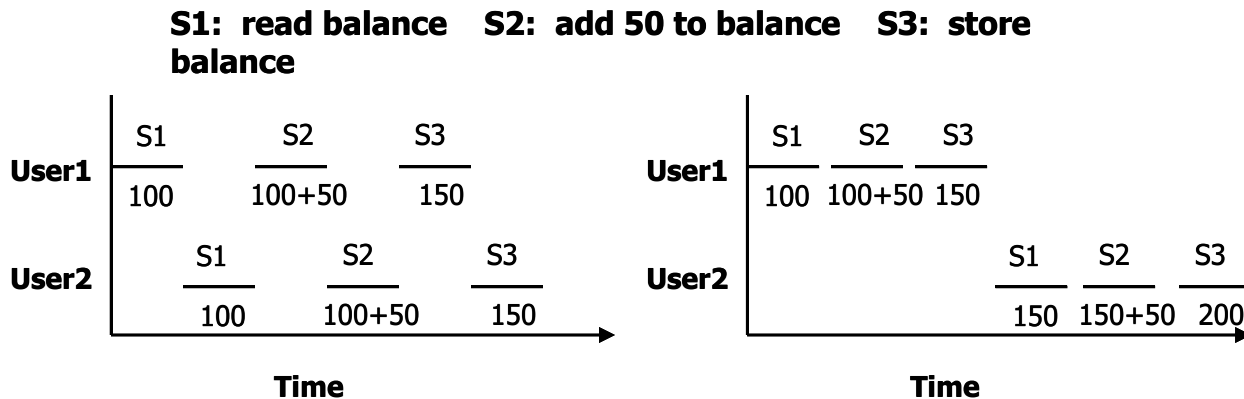 S1: read balance S2: add 50 to balance S3: store
balance
S1 S2 S3
User1
100 100+50 150
S1 S2 S3
User2
100 100+50 150
Time
S1 S2 S3
User1
100 100+50 150
S1 S2 S3
User2
150 150+50 200
Time